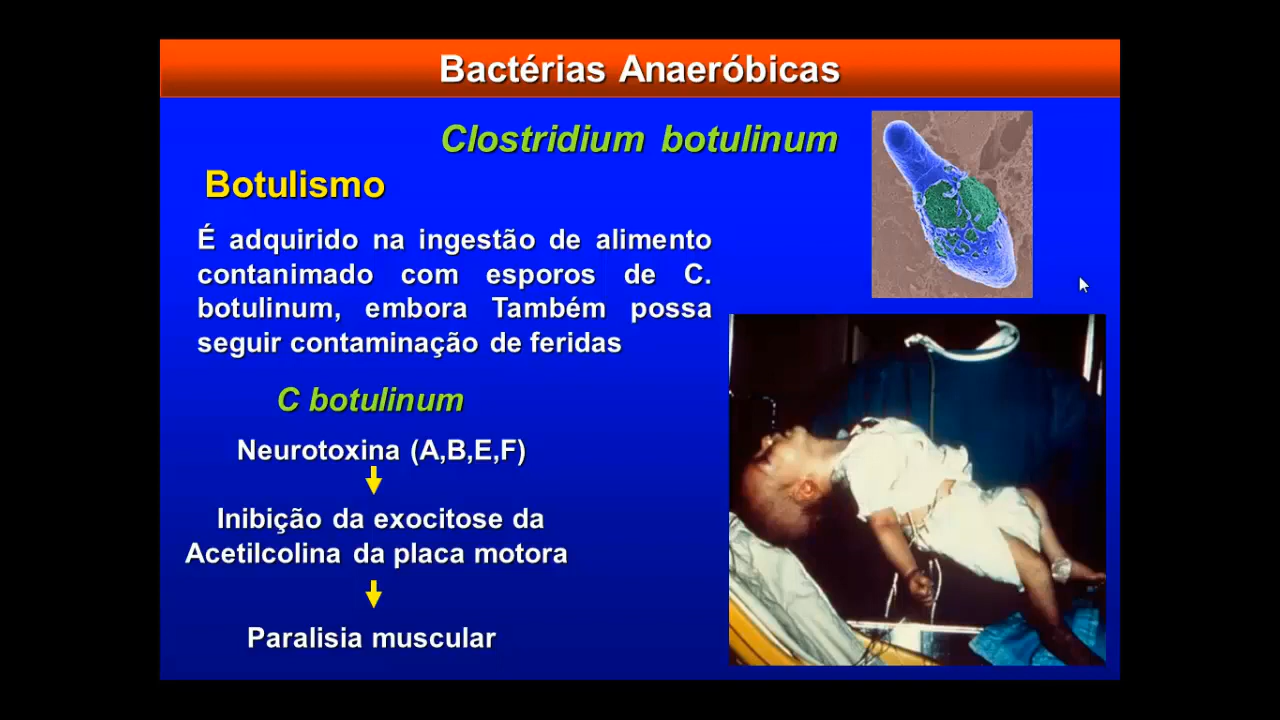 Bactérias Anaeróbicas
Clostridium botulinum
Botulismo
É adquirido na ingestão de alimento
contanimado com esporos de C.
botulinum, embora Também possa
seguir contaminação de feridas
C botulinum
Neurotoxina (A,B,E,F)
Inibição da exocitose da
Acetilcolina da placa motora
Paralisia muscular